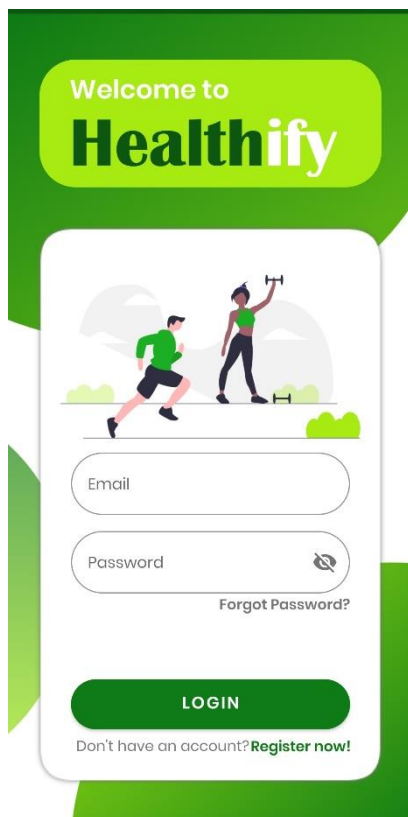 Welcome to
Healthify
Email
Password
Forgot Password?
LOGIN
Don't have an account? Register now!